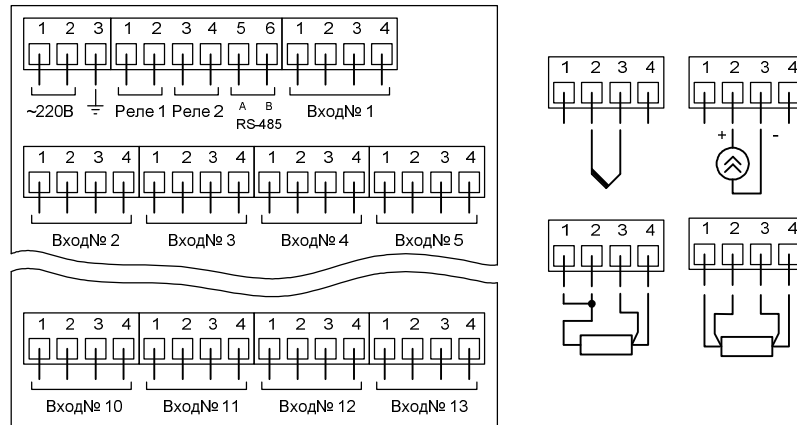 1 2 3 1 2 3 4 5 6 1 2 3 4
~220В Реле 1 Реле 2 A B Вход№ 1
RS-485
1 2 3 4 1 2 3 4 1 2 3 4 1 2 3 4
Вход№ 2 Вход№ 3 Вход№ 4 Вход№ 5
1 2 3 4 1 2 3 4 1 2 3 4 1 2 3 4
Вход№ 10 Вход№ 11 Вход№ 12 Вход№ 13
1 2 3 4 1 2 3 4
+ -
1 2 3 4 1 2 3 4